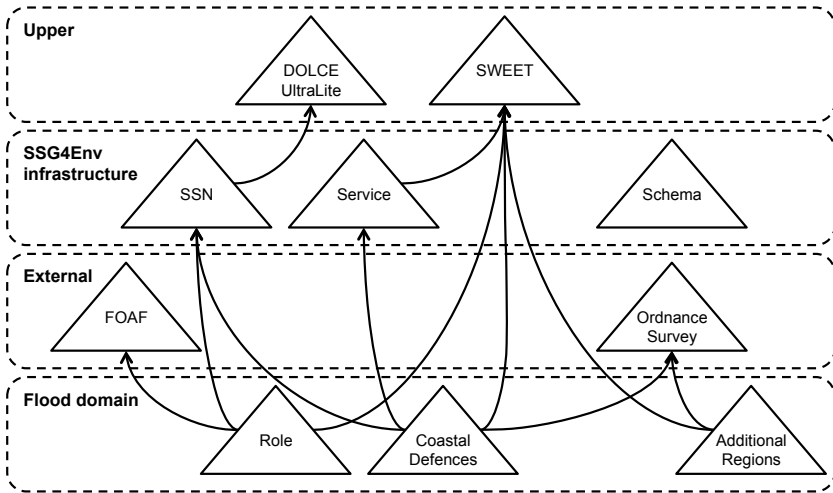 Upper
DOLCE
UltraLite
SWEET
SSG4Env
infrastructure
SSN
Service
Schema
External
FOAF
Ordnance
Survey
Flood domain
Role
Coastal
Defences
Additional
Regions